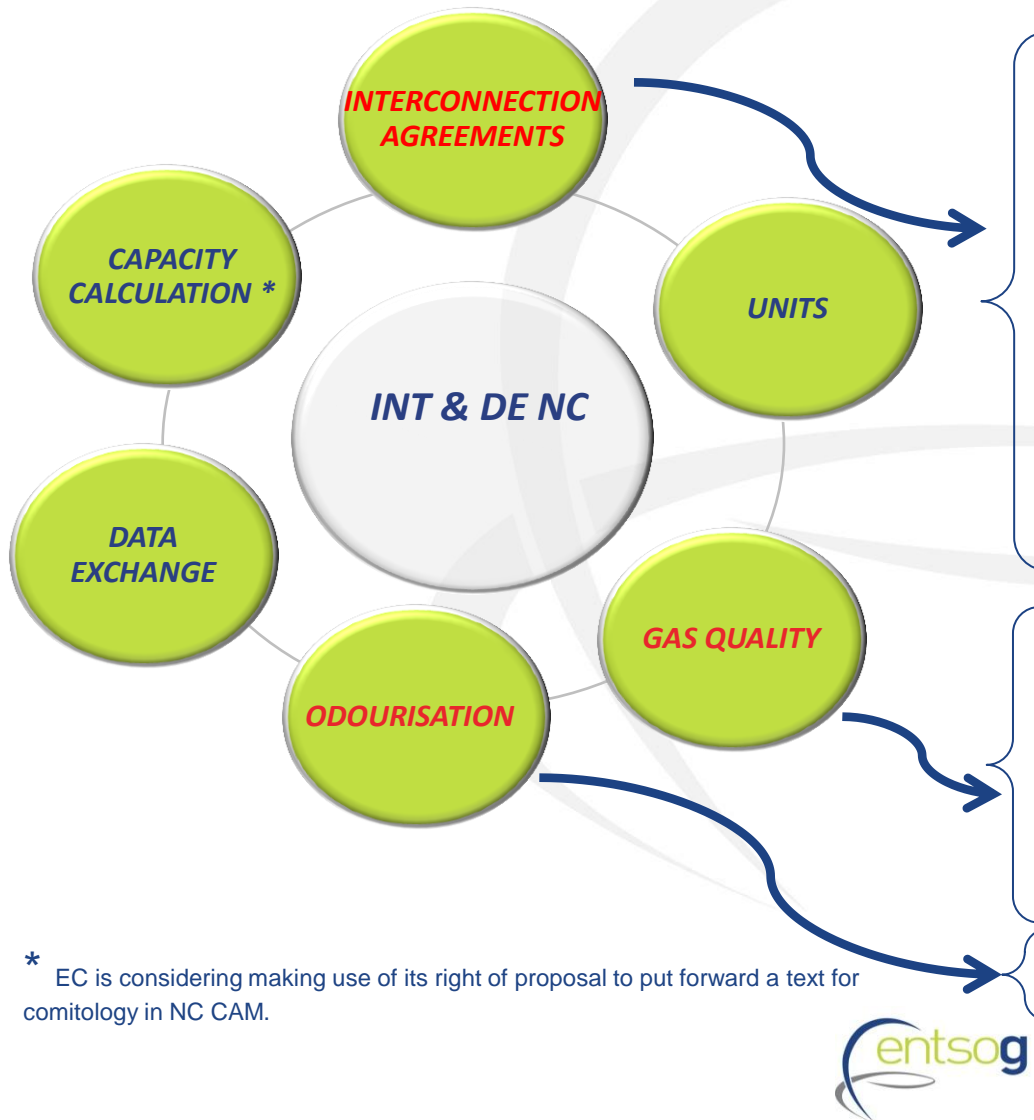 INTERCONNECTION
AGREEMENTS
CAPACITY
CALCULATION *
UNITS
INT & DE NC
DATA
EXCHANGE
GAS QUALITY
ODOURISATION
* EC is considering making use of its right of proposal to put forward a text for
comitology in NC CAM.
entsog